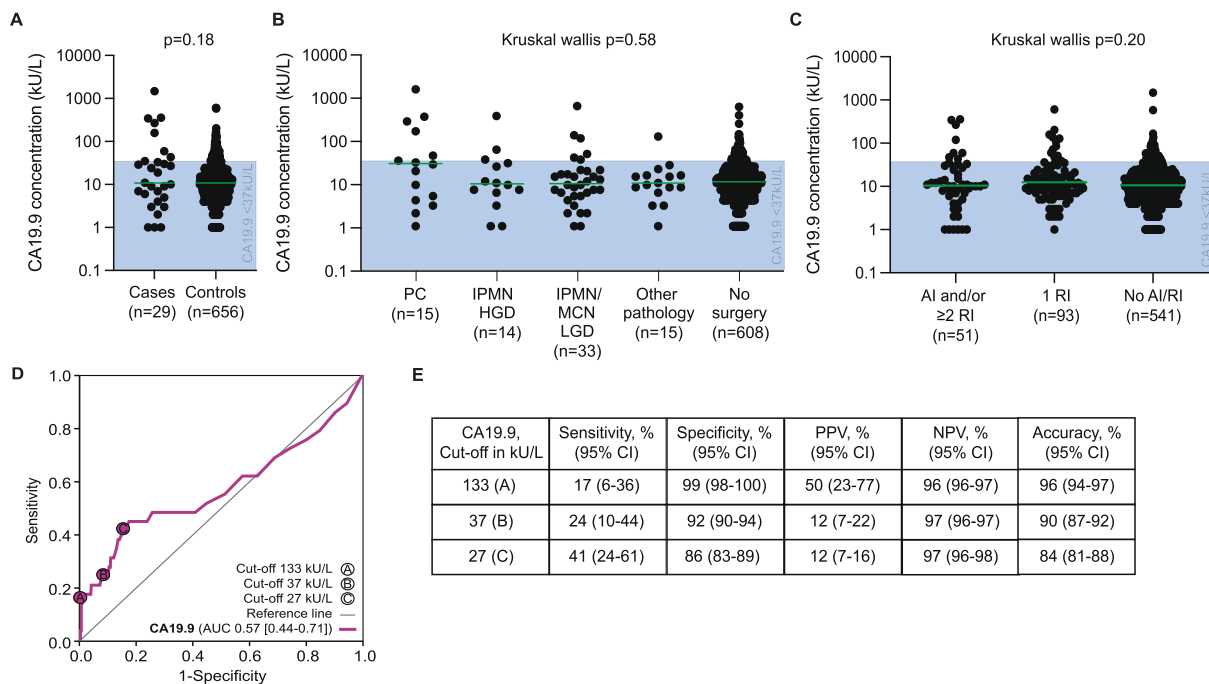 A
p=0.18
CA19.9 concentration (kU/L)
10000
1000
100
10
1
0.1
CA19.9 <37kU/L
Cases
(n=29)
Controls
(n=656)
B
Kruskal wallis p=0.58
CA19.9 concentration (kU/L)
10000
1000
100
10
1
0.1
CA19.9 <37kU/L
PC
(n=15)
IPMN
HGD
(n=14)
IPMN/
MCN
LGD
(n=33)
Other
pathology
(n=15)
No
surgery
(n=608)
C
Kruskal wallis p=0.20
CA19.9 concentration (kU/L)
10000
1000
100
10
1
0.1
CA19.9 <37kU/L
AI and/or
≥2 RI
(n=51)
1 RI
(n=93)
No AI/RI
(n=541)
D
Sensitivity
1.0
0.8
0.6
0.4
0.2
0.0
A
B
C
Cut-off 133 kU/L A
Cut-off 37 kU/L B
Cut-off 27 kU/L C
Reference line
CA19.9 (AUC 0.57 [0.44-0.71])
0.0 0.2 0.4 0.6 0.8 1.0
1-Specificity
E
CA19.9,
Cut-off in kU/L
Sensitivity, %
(95% CI)
Specificity, %
(95% CI)
PPV, %
(95% CI)
NPV, %
(95% CI)
Accuracy, %
(95% CI)
133 (A) 17 (6-36) 99 (98-100) 50 (23-77) 96 (96-97) 96 (94-97)
37 (B) 24 (10-44) 92 (90-94) 12 (7-22) 97 (96-97) 90 (87-92)
27 (C) 41 (24-61) 86 (83-89) 12 (7-16) 97 (96-98) 84 (81-88)